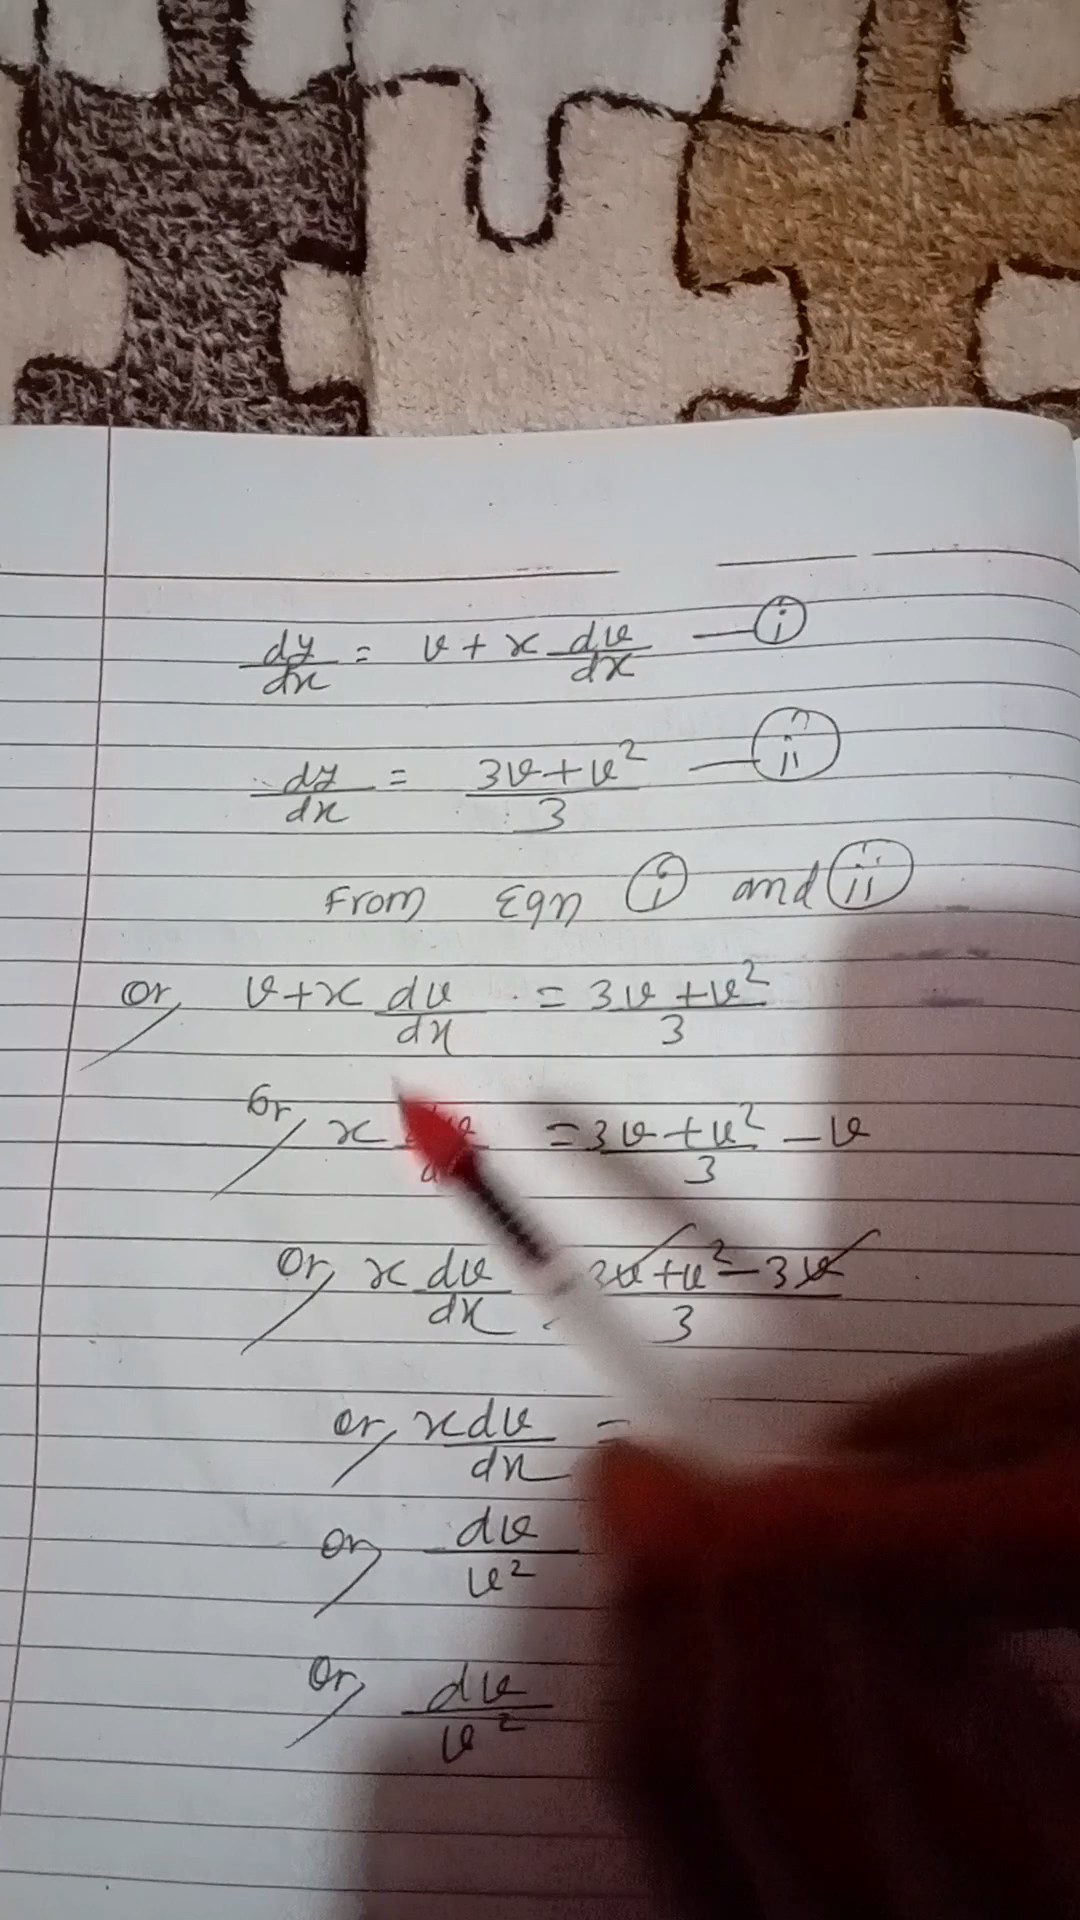 dy/dx = v + x dv/dx — (i)
dy/dx = (3v+v²)/3 — (ii)
From Eqn (i) and (ii)
or, v+x dv/dx = (3v+v²)/3
or, x = (3v+v²)/3 – v
or, x dv/dx (3v+v²–3v)/3
or, x dv/dx =
or, dv/v²
or, dv/v²